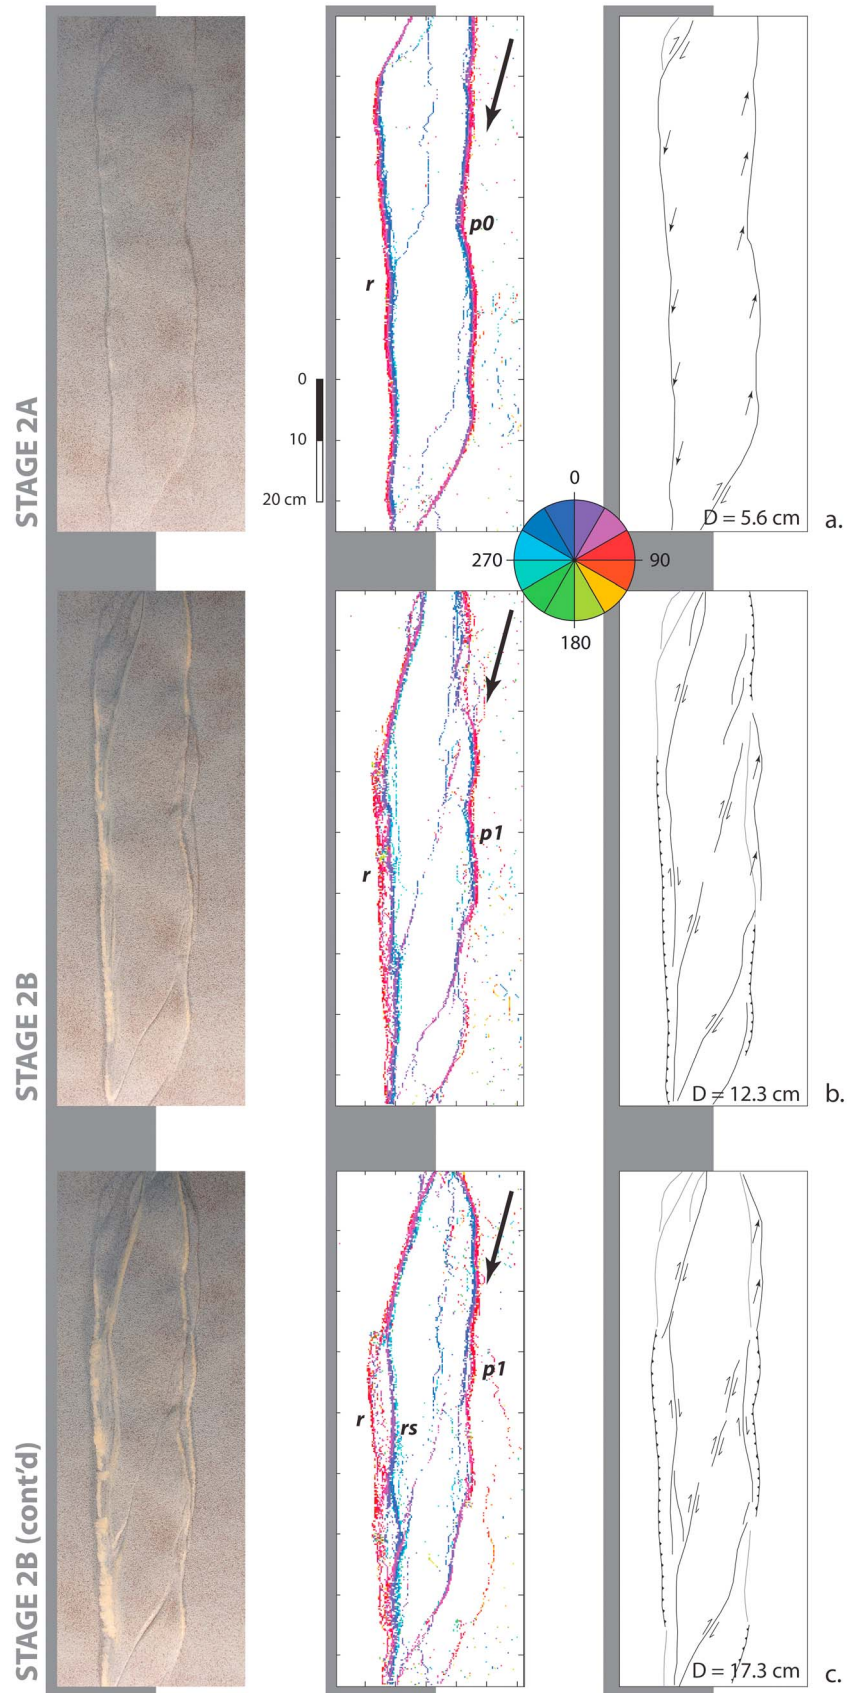 STAGE 2A
r
p0
0
10
20 cm
D = 5.6 cm
a.
0
270
90
180
STAGE 2B
r
p1
D = 12.3 cm
b.
STAGE 2B (cont'd)
r
rs
p1
D = 17.3 cm
c.